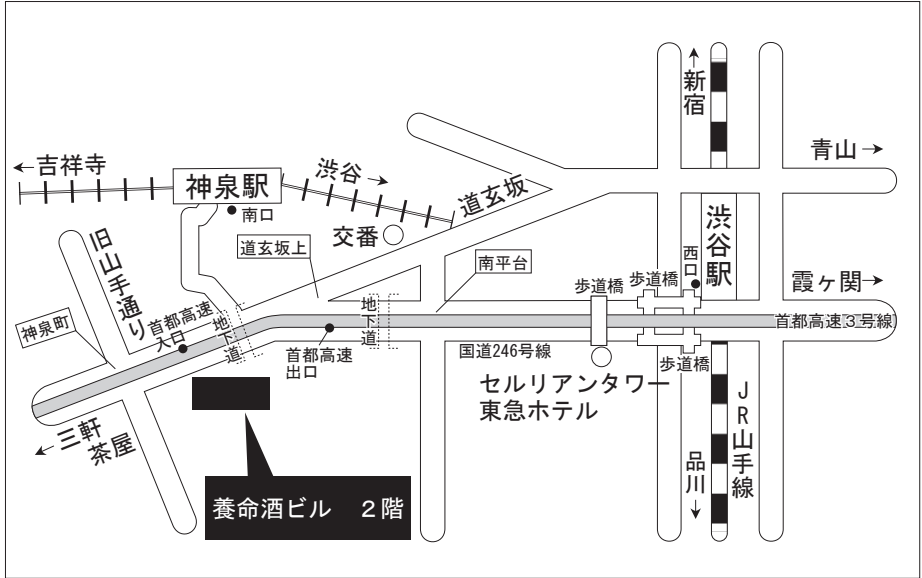 ↑
新宿
青山→
←吉祥寺
渋谷→
神泉駅
南口
道玄坂
交番
道玄坂上
南平台
渋谷駅
西口
歩道橋
歩道橋
霞ヶ関→
旧山手通り
首都高速
入口
神泉町
地下道
地下道
首都高速
出口
首都高速3号線
国道246号線
歩道橋
セルリアンタワー
東急ホテル
JR山手線
←三軒
茶屋
品川
↓
養命酒ビル　2階